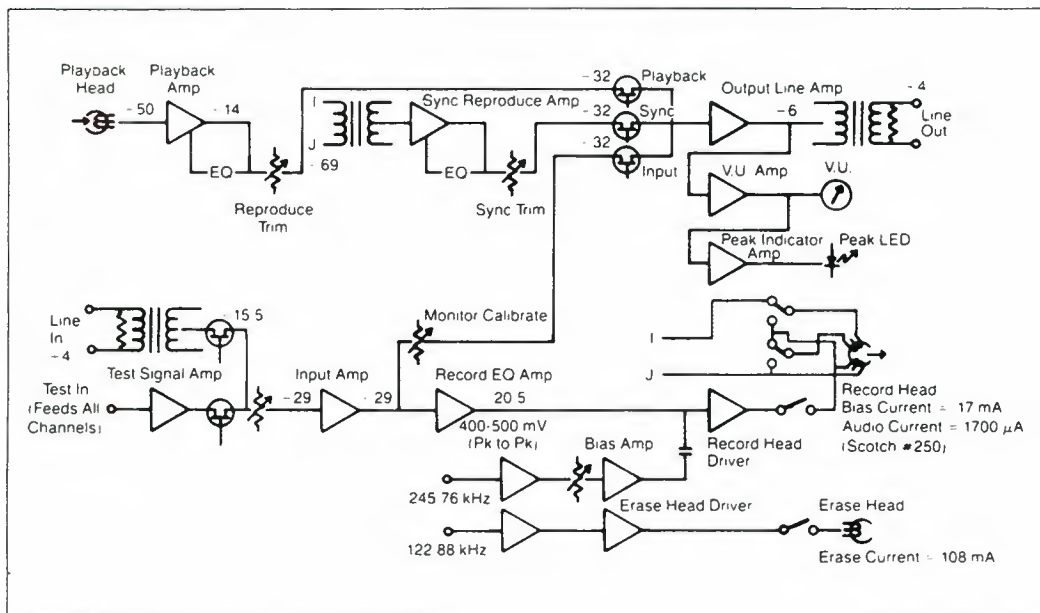 Playback
Head
Playback
Amp
- 50
- 14
EQ
Reproduce
Trim
I
J
- 69
Sync Reproduce Amp
EQ
Sync Trim
- 32
Playback
- 32
Sync
- 32
Input
Output Line Amp
- 6
- 4
Line
Out
V.U Amp
V.U.
Peak Indicator
Amp
Peak LED
Line
In
- 4
- 15 5
Monitor Calibrate
Test Signal Amp
Test In
(Feeds All
Channels)
- 29
Input Amp
- 29
Record EQ Amp
20 5
400-500 mV
(Pk to Pk)
Bias Amp
245 76 kHz
I
J
Record Head
Driver
Record Head
Bias Current = 17 mA
Audio Current = 1700 µA
(Scotch #250)
122 88 kHz
Erase Head Driver
Erase Head
Erase Current = 108 mA